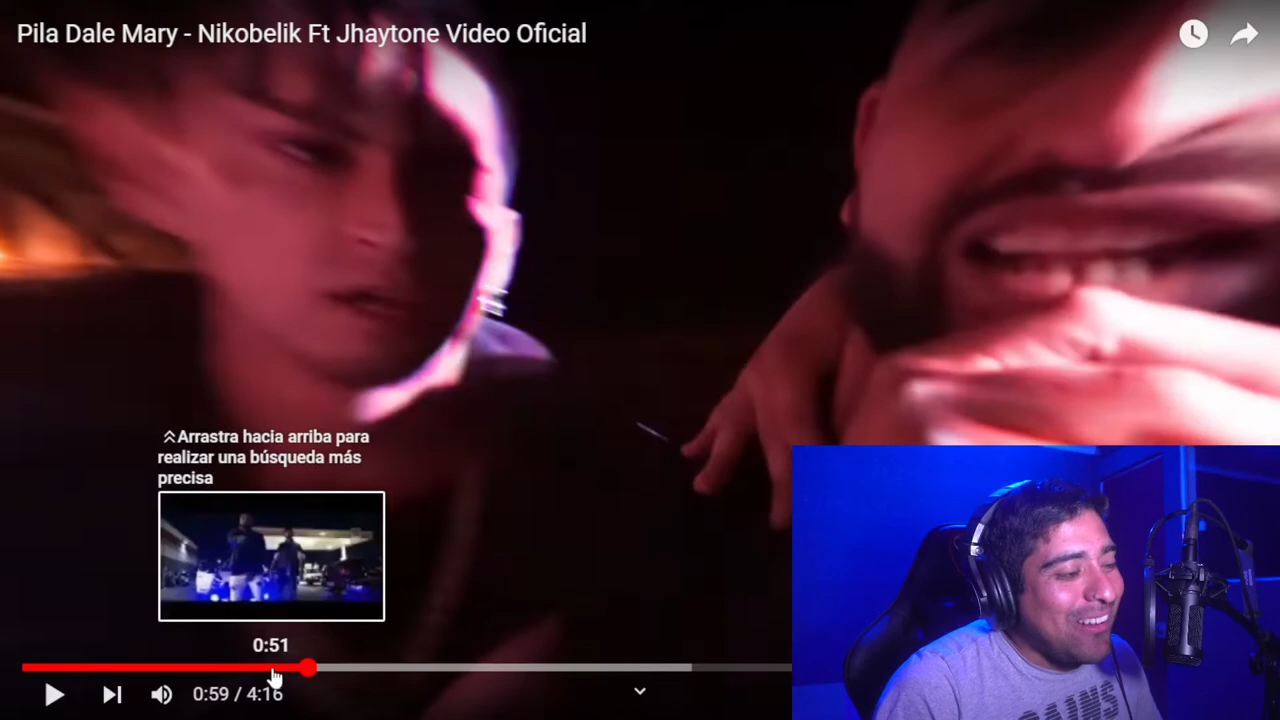 Pila Dale Mary - Nikobelik Ft Jhaytone Video Oficial
Arrastra hacia arriba para
realizar una búsqueda más
precisa
0:51
0:59 / 4:16
GAINS